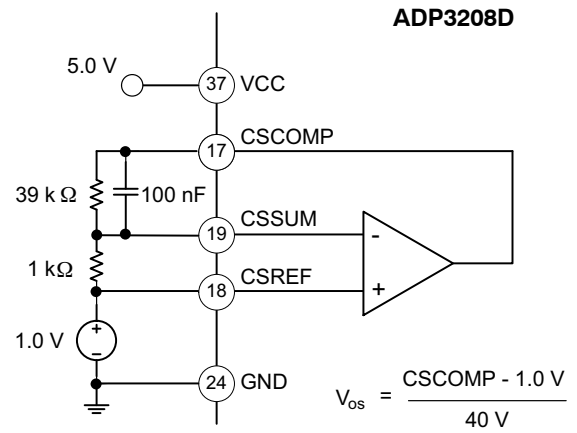 ADP3208D
5.0 V
37
VCC
CSCOMP
17
39 k Ω
100 nF
CSSUM
19
-
1 kΩ
CSREF
18
+
+
-
1.0 V
24
GND
V_os = CSCOMP - 1.0 V
40 V